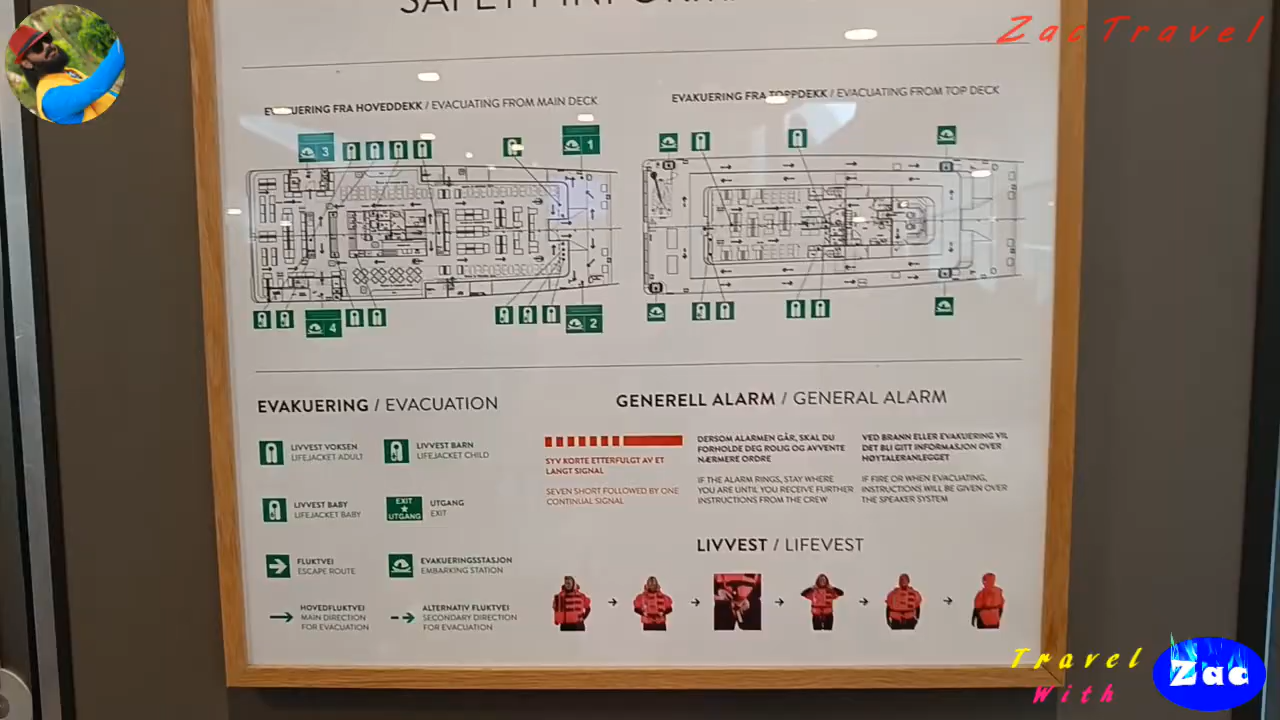 ZacTravel
SAFETY INFORMA
EVAKUERING FRA HOVEDDEKK / EVACUATING FROM MAIN DECK
EVAKUERING FRA TOPPDEKK / EVACUATING FROM TOP DECK
3
1
4
2
EVAKUERING / EVACUATION
LIVVEST VOKSEN
LIFEJACKET ADULT
LIVVEST BARN
LIFEJACKET CHILD
LIVVEST BABY
LIFEJACKET BABY
EXIT
UTGANG
UTGANG
EXIT
FLUKTVEI
ESCAPE ROUTE
EVAKUERINGSSTASJON
EMBARKING STATION
HOVEDFLUKTVEI
MAIN DIRECTION
FOR EVACUATION
ALTERNATIV FLUKTVEI
SECONDARY DIRECTION
FOR EVACUATION
GENERELL ALARM / GENERAL ALARM
SYV KORTE ETTERFULGT AV ET
LANGT SIGNAL
SEVEN SHORT FOLLOWED BY ONE
CONTINUAL SIGNAL
DERSOM ALARMEN GÅR, SKAL DU
FORHOLDE DEG ROLIG OG AVVENTE
NÆRMERE ORDRE
IF THE ALARM RINGS, STAY WHERE
YOU ARE UNTIL YOU RECEIVE FURTHER
INSTRUCTIONS FROM THE CREW
VED BRANN ELLER EVAKUERING VIL
DET BLI GITT INFORMASJON OVER
HØYTALERANLEGGET
IF FIRE OR WHEN EVACUATING,
INSTRUCTIONS WILL BE GIVEN OVER
THE SPEAKER SYSTEM
LIVVEST / LIFEVEST
Travel
With
Zac